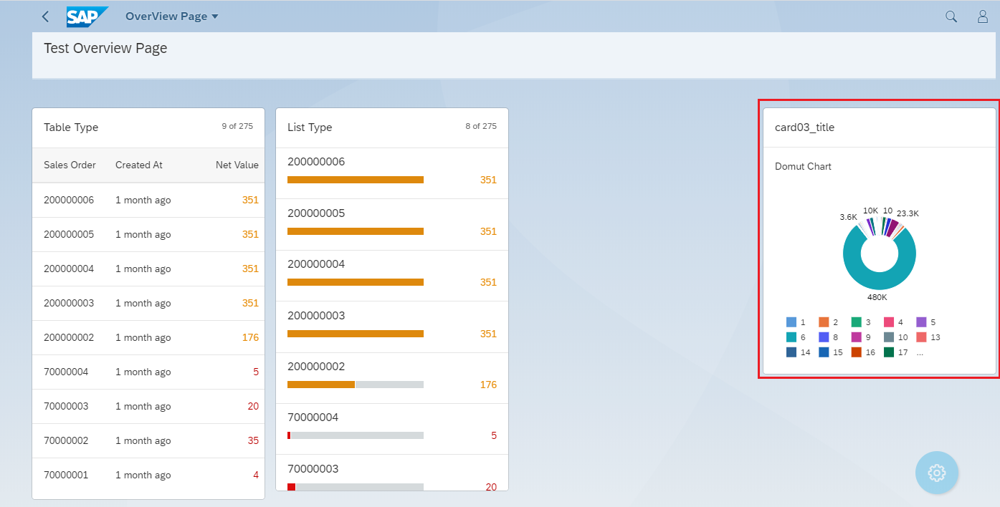 SAP OverView Page
Test Overview Page
Table Type 9 of 275
Sales Order Created At Net Value
200000006 1 month ago 351
200000005 1 month ago 351
200000004 1 month ago 351
200000003 1 month ago 351
200000002 1 month ago 176
70000004 1 month ago 5
70000003 1 month ago 20
70000002 1 month ago 35
70000001 1 month ago 4
List Type 8 of 275
200000006
351
200000005
351
200000004
351
200000003
351
200000002
176
70000004
5
70000003
20
card03_title
Domut Chart
3.6K 10K 10 23.3K
480K
1 2 3 4 5
6 8 9 10 13
14 15 16 17 ...